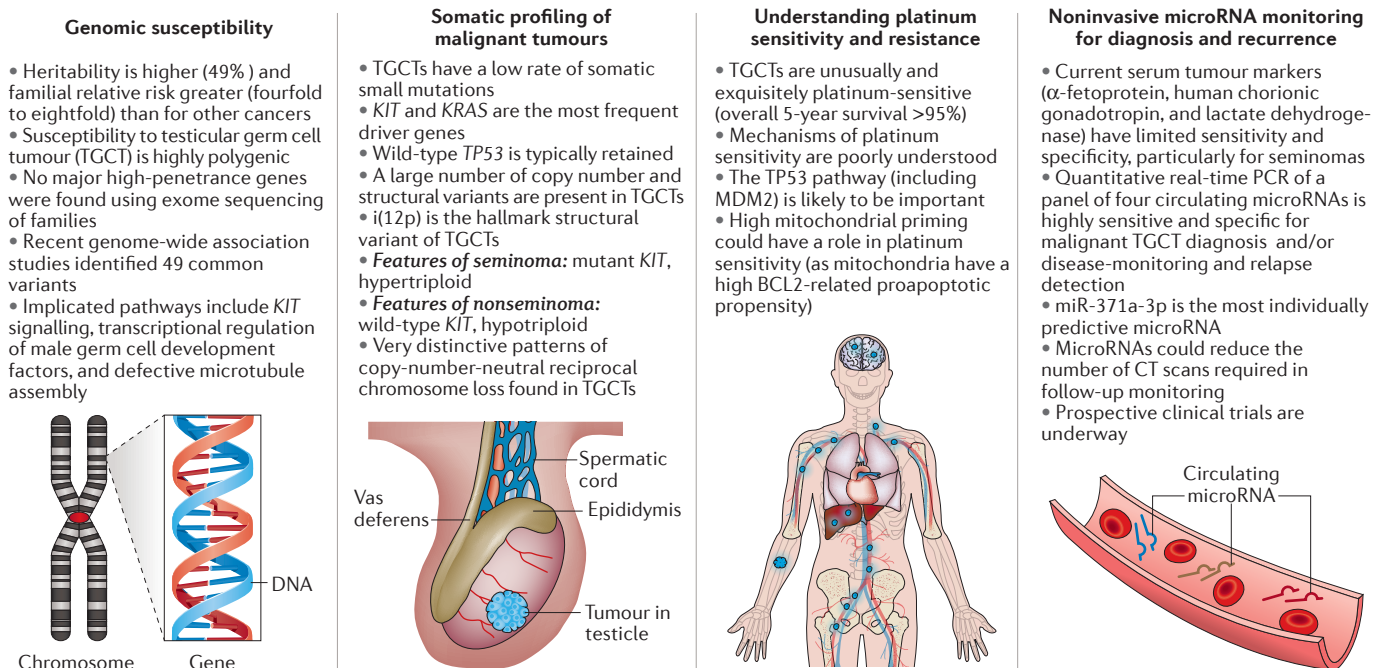 Genomic susceptibility
• Heritability is higher (49% ) and
familial relative risk greater (fourfold
to eightfold) than for other cancers
• Susceptibility to testicular germ cell
tumour (TGCT) is highly polygenic
• No major high-penetrance genes
were found using exome sequencing
of families
• Recent genome-wide association
studies identified 49 common
variants
• Implicated pathways include KIT
signalling, transcriptional regulation
of male germ cell development
factors, and defective microtubule
assembly
DNA
Chromosome
Gene
Somatic profiling of
malignant tumours
• TGCTs have a low rate of somatic
small mutations
• KIT and KRAS are the most frequent
driver genes
• Wild-type TP53 is typically retained
• A large number of copy number and
structural variants are present in TGCTs
• i(12p) is the hallmark structural
variant of TGCTs
• Features of seminoma: mutant KIT,
hypertriploid
• Features of nonseminoma:
wild-type KIT, hypotriploid
• Very distinctive patterns of
copy-number-neutral reciprocal
chromosome loss found in TGCTs
Spermatic
cord
Vas
deferens
Epididymis
Tumour in
testicle
Understanding platinum
sensitivity and resistance
• TGCTs are unusually and
exquisitely platinum-sensitive
(overall 5-year survival >95%)
• Mechanisms of platinum
sensitivity are poorly understood
• The TP53 pathway (including
MDM2) is likely to be important
• High mitochondrial priming
could have a role in platinum
sensitivity (as mitochondria have a
high BCL2-related proapoptotic
propensity)
Noninvasive microRNA monitoring
for diagnosis and recurrence
• Current serum tumour markers
(α-fetoprotein, human chorionic
gonadotropin, and lactate dehydroge-
nase) have limited sensitivity and
specificity, particularly for seminomas
• Quantitative real-time PCR of a
panel of four circulating microRNAs is
highly sensitive and specific for
malignant TGCT diagnosis and/or
disease-monitoring and relapse
detection
• miR-371a-3p is the most individually
predictive microRNA
• MicroRNAs could reduce the
number of CT scans required in
follow-up monitoring
• Prospective clinical trials are
underway
Circulating
microRNA